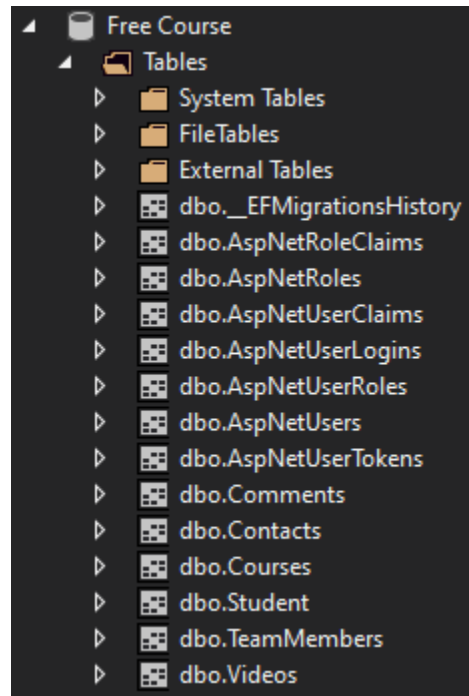 Free Course
Tables
System Tables
FileTables
External Tables
dbo.__EFMigrationsHistory
dbo.AspNetRoleClaims
dbo.AspNetRoles
dbo.AspNetUserClaims
dbo.AspNetUserLogins
dbo.AspNetUserRoles
dbo.AspNetUsers
dbo.AspNetUserTokens
dbo.Comments
dbo.Contacts
dbo.Courses
dbo.Student
dbo.TeamMembers
dbo.Videos